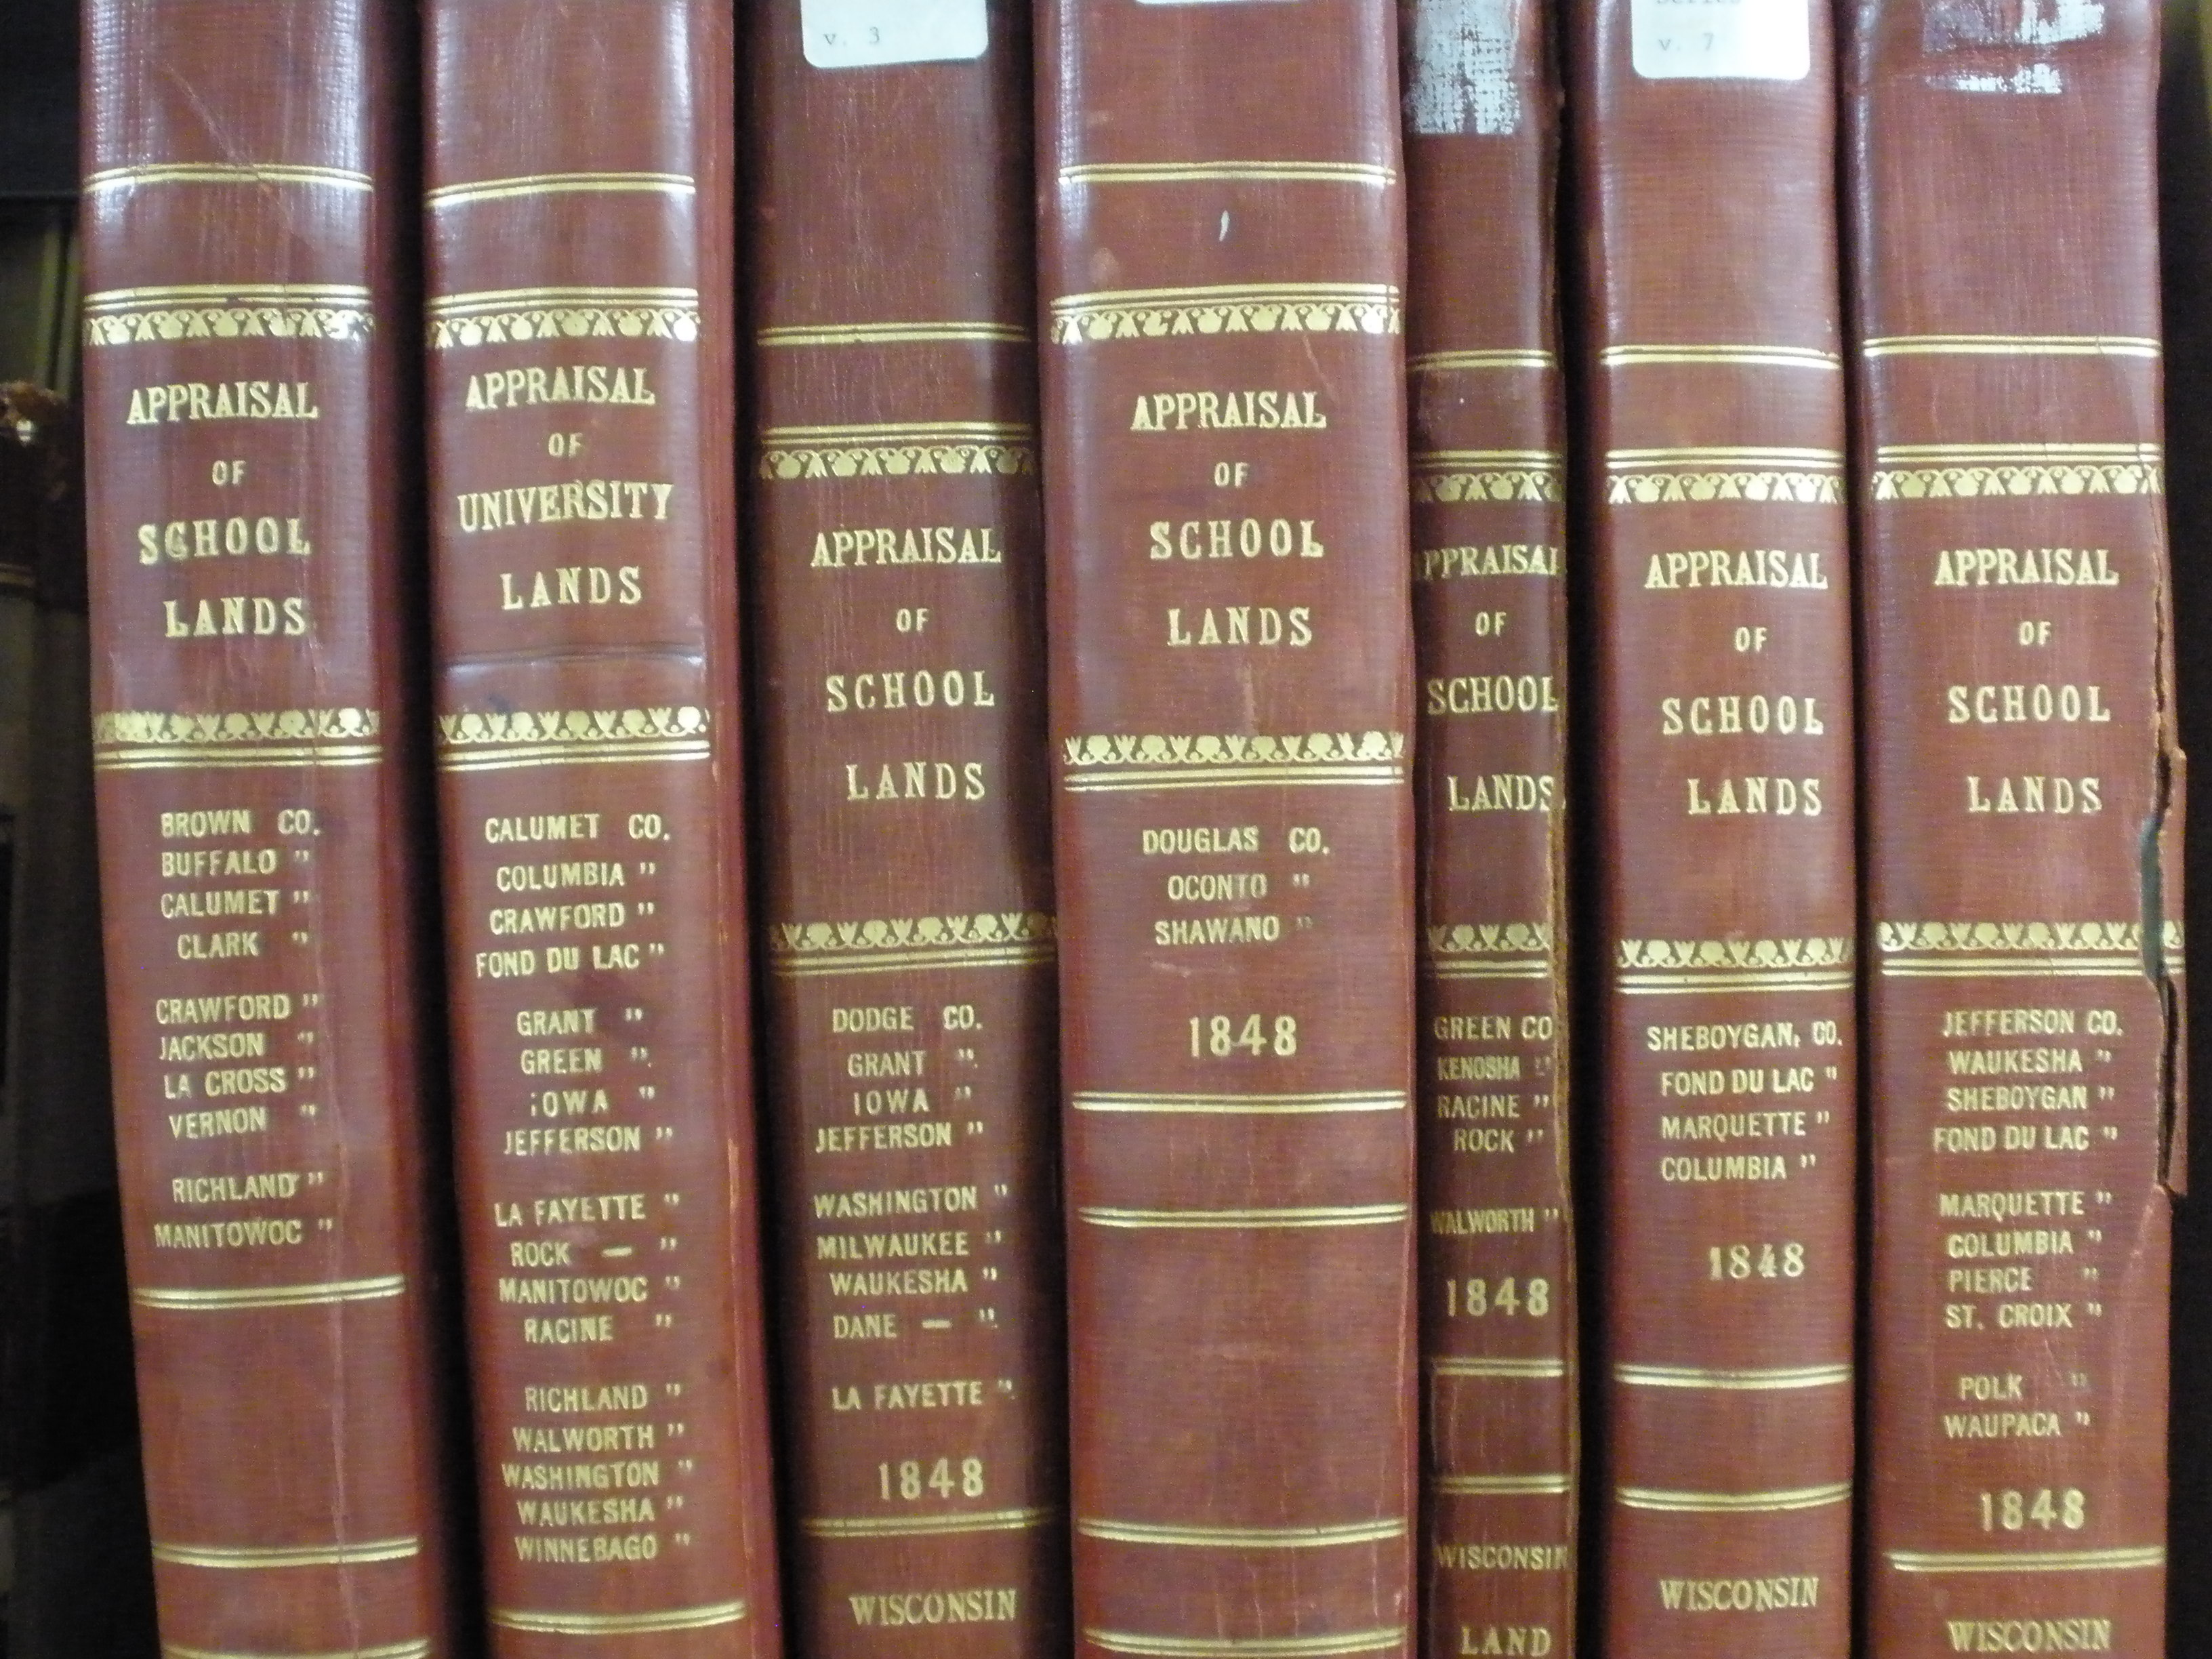 APPRAISAL
OF
SCHOOL
LANDS
BROWN CO.
BUFFALO "
CALUMET "
CLARK "
CRAWFORD "
JACKSON "
LA CROSS "
VERNON "
RICHLAND "
MANITOWOC "
APPRAISAL
OF
UNIVERSITY
LANDS
CALUMET CO.
COLUMBIA "
CRAWFORD "
FOND DU LAC "
GRANT "
GREEN "
IOWA "
JEFFERSON "
LA FAYETTE "
ROCK — "
MANITOWOC "
RACINE "
RICHLAND "
WALWORTH "
WASHINGTON "
WAUKESHA "
WINNEBAGO "
v. 3
APPRAISAL
OF
SCHOOL
LANDS
DODGE CO.
GRANT "
IOWA "
JEFFERSON "
WASHINGTON "
MILWAUKEE "
WAUKESHA "
DANE — "
LA FAYETTE "
1848
WISCONSIN
APPRAISAL
OF
SCHOOL
LANDS
DOUGLAS CO.
OCONTO "
SHAWANO "
1848
APPRAISAL
OF
SCHOOL
LANDS
GREEN CO
KENOSHA "
RACINE "
ROCK "
WALWORTH "
1848
WISCONSIN
LAND
v. 7
APPRAISAL
OF
SCHOOL
LANDS
SHEBOYGAN, CO.
FOND DU LAC "
MARQUETTE "
COLUMBIA "
1848
WISCONSIN
APPRAISAL
OF
SCHOOL
LANDS
JEFFERSON CO.
WAUKESHA "
SHEBOYGAN "
FOND DU LAC "
MARQUETTE "
COLUMBIA "
PIERCE "
ST. CROIX "
POLK "
WAUPACA "
1848
WISCONSIN